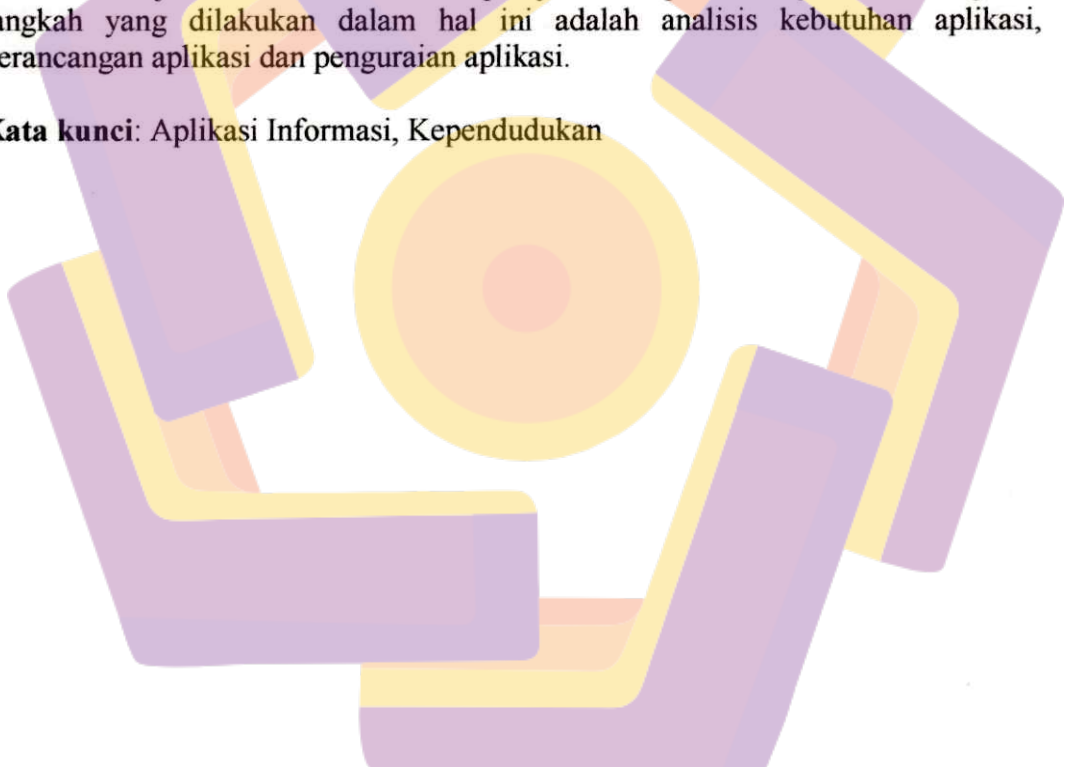 angkah yang dilakukan dalam hal ini adalah analisis kebutuhan aplikasi,
erancangan aplikasi dan penguraian aplikasi.
Kata kunci: Aplikasi Informasi, Kependudukan